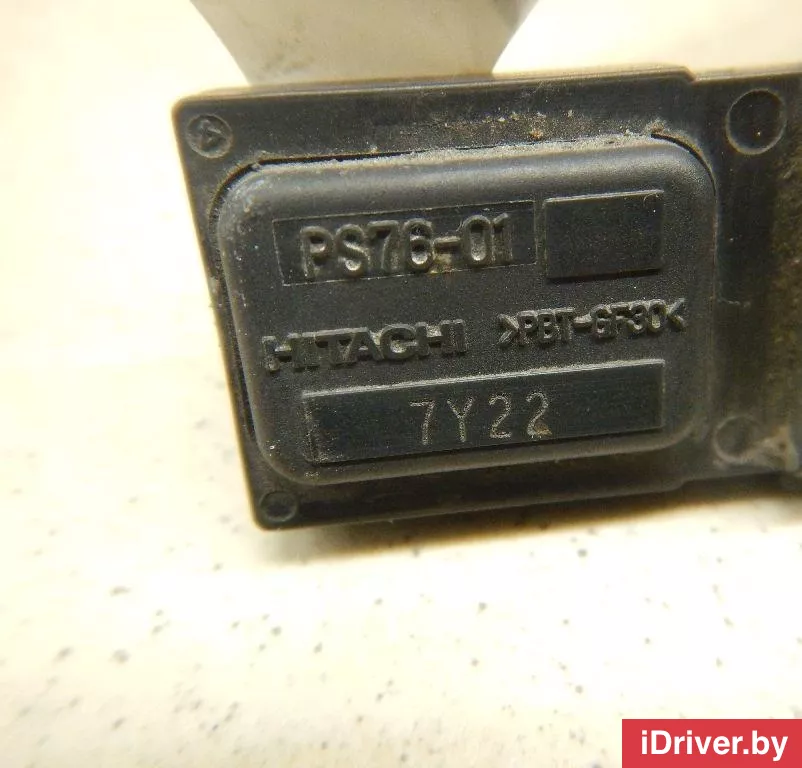 PS76-01
HITACHI >PBT-GF30<
7Y22
iDriver.by